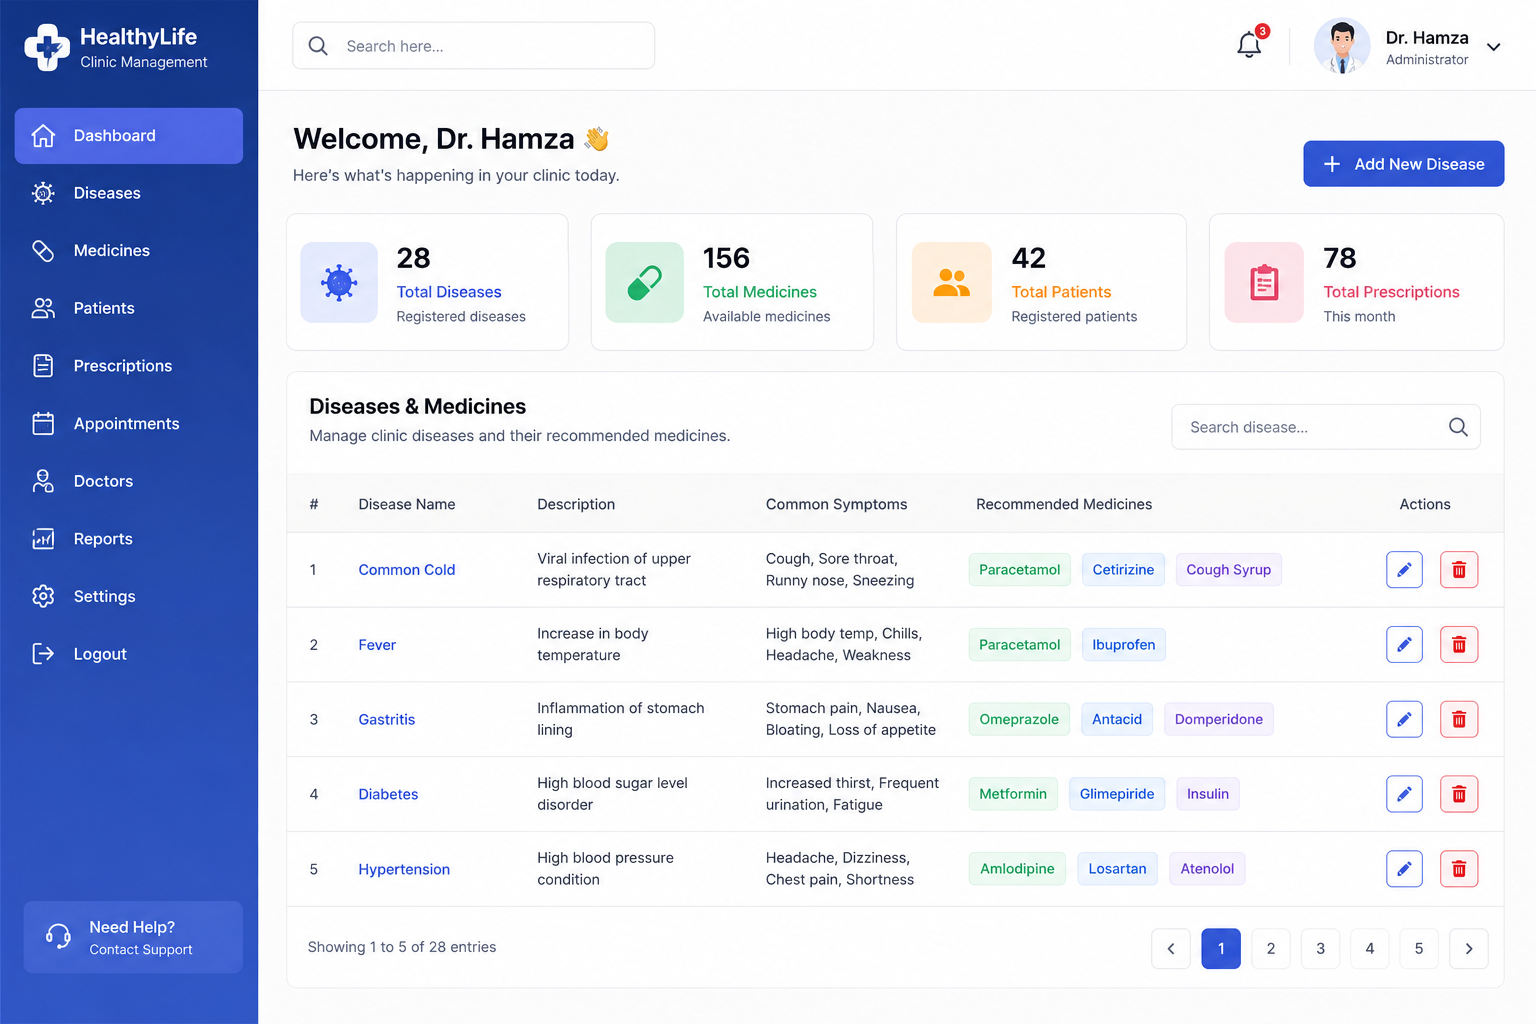 HealthyLife
Clinic Management
Dashboard
Diseases
Medicines
Patients
Prescriptions
Appointments
Doctors
Reports
Settings
Logout
Need Help?
Contact Support
Search here...
3
Dr. Hamza
Administrator
Welcome, Dr. Hamza 👋
Here's what's happening in your clinic today.
+ Add New Disease
28
Total Diseases
Registered diseases
156
Total Medicines
Available medicines
42
Total Patients
Registered patients
78
Total Prescriptions
This month
Diseases & Medicines
Manage clinic diseases and their recommended medicines.
Search disease...
# Disease Name Description Common Symptoms Recommended Medicines Actions
1 Common Cold
Viral infection of upper
respiratory tract
Cough, Sore throat,
Runny nose, Sneezing
Paracetamol Cetirizine Cough Syrup
2 Fever
Increase in body
temperature
High body temp, Chills,
Headache, Weakness
Paracetamol Ibuprofen
3 Gastritis
Inflammation of stomach
lining
Stomach pain, Nausea,
Bloating, Loss of appetite
Omeprazole Antacid Domperidone
4 Diabetes
High blood sugar level
disorder
Increased thirst, Frequent
urination, Fatigue
Metformin Glimepiride Insulin
5 Hypertension
High blood pressure
condition
Headache, Dizziness,
Chest pain, Shortness
Amlodipine Losartan Atenolol
Showing 1 to 5 of 28 entries
1 2 3 4 5